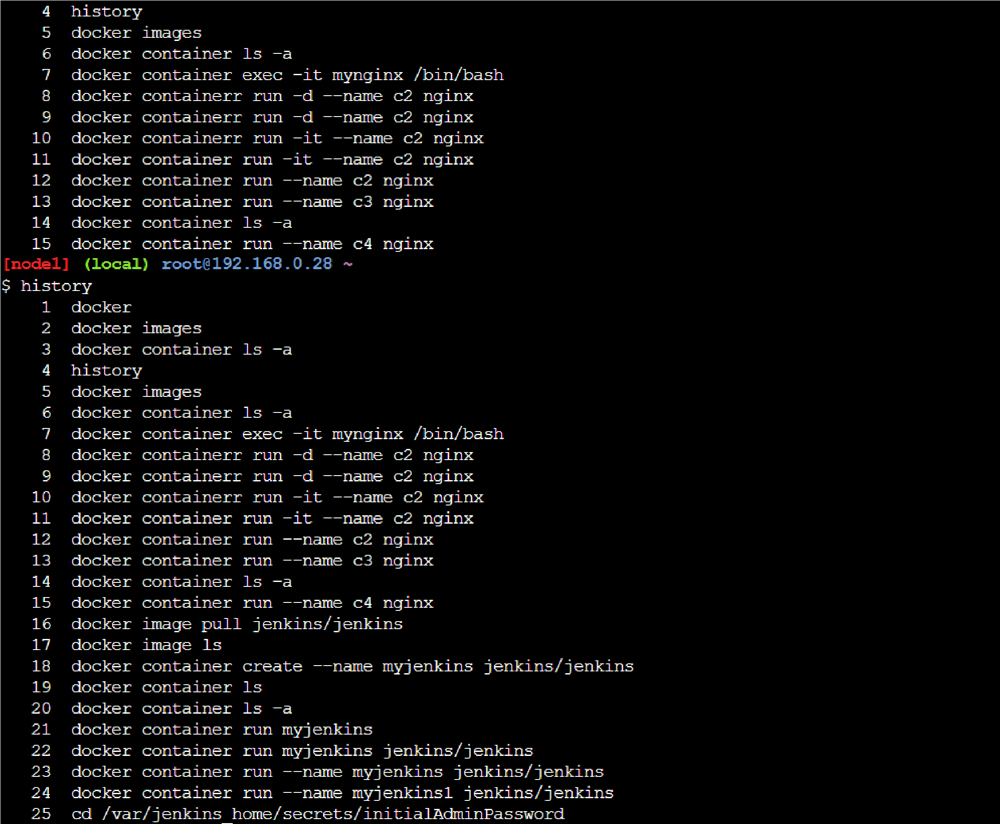 4 history
5 docker images
6 docker container ls -a
7 docker container exec -it mynginx /bin/bash
8 docker containerr run -d --name c2 nginx
9 docker containerr run -d --name c2 nginx
10 docker containerr run -it --name c2 nginx
11 docker container run -it --name c2 nginx
12 docker container run --name c2 nginx
13 docker container run --name c3 nginx
14 docker container ls -a
15 docker container run --name c4 nginx
[node1] (local) root@192.168.0.28 ~
$ history
1 docker
2 docker images
3 docker container ls -a
4 history
5 docker images
6 docker container ls -a
7 docker container exec -it mynginx /bin/bash
8 docker containerr run -d --name c2 nginx
9 docker containerr run -d --name c2 nginx
10 docker containerr run -it --name c2 nginx
11 docker container run -it --name c2 nginx
12 docker container run --name c2 nginx
13 docker container run --name c3 nginx
14 docker container ls -a
15 docker container run --name c4 nginx
16 docker image pull jenkins/jenkins
17 docker image ls
18 docker container create --name myjenkins jenkins/jenkins
19 docker container ls
20 docker container ls -a
21 docker container run myjenkins
22 docker container run myjenkins jenkins/jenkins
23 docker container run --name myjenkins jenkins/jenkins
24 docker container run --name myjenkins1 jenkins/jenkins
25 cd /var/jenkins_home/secrets/initialAdminPassword